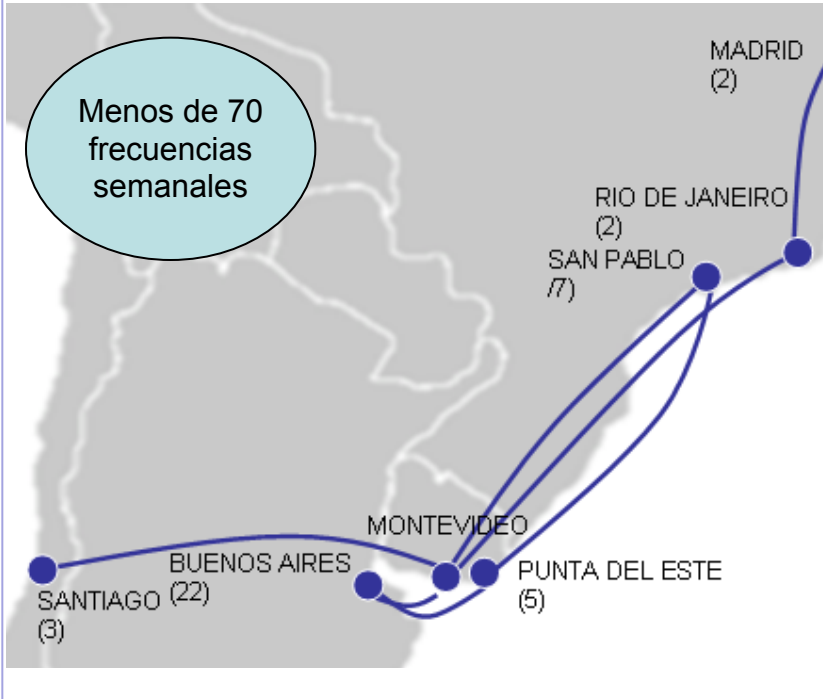 Menos de 70
frecuencias
semanales
MADRID
(2)
RIO DE JANEIRO
(2)
SAN PABLO
/7)
MONTEVIDEO
BUENOS AIRES
(22)
PUNTA DEL ESTE
(5)
SANTIAGO
(3)